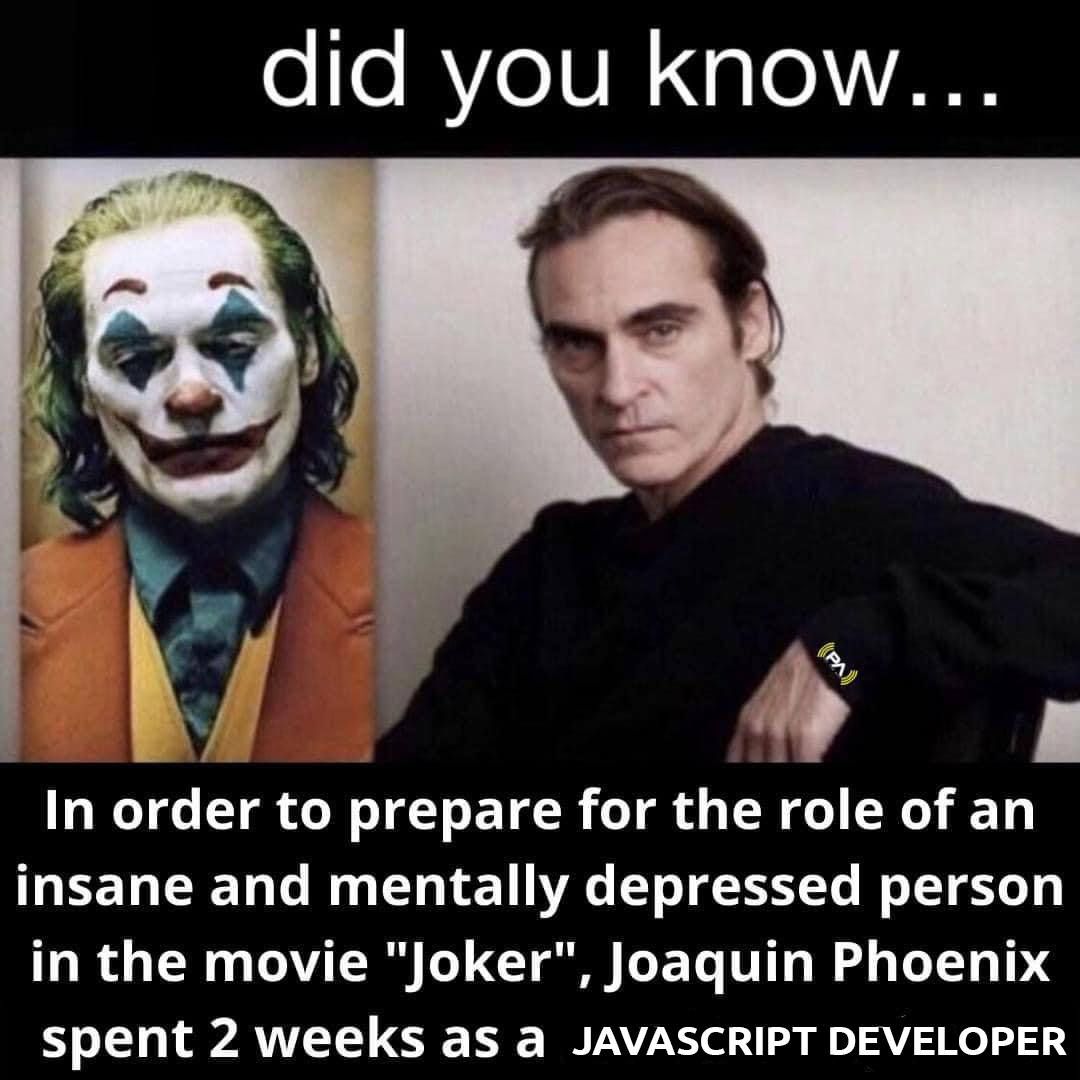 did you know...
PA
In order to prepare for the role of an
insane and mentally depressed person
in the movie "Joker", Joaquin Phoenix
spent 2 weeks as a JAVASCRIPT DEVELOPER